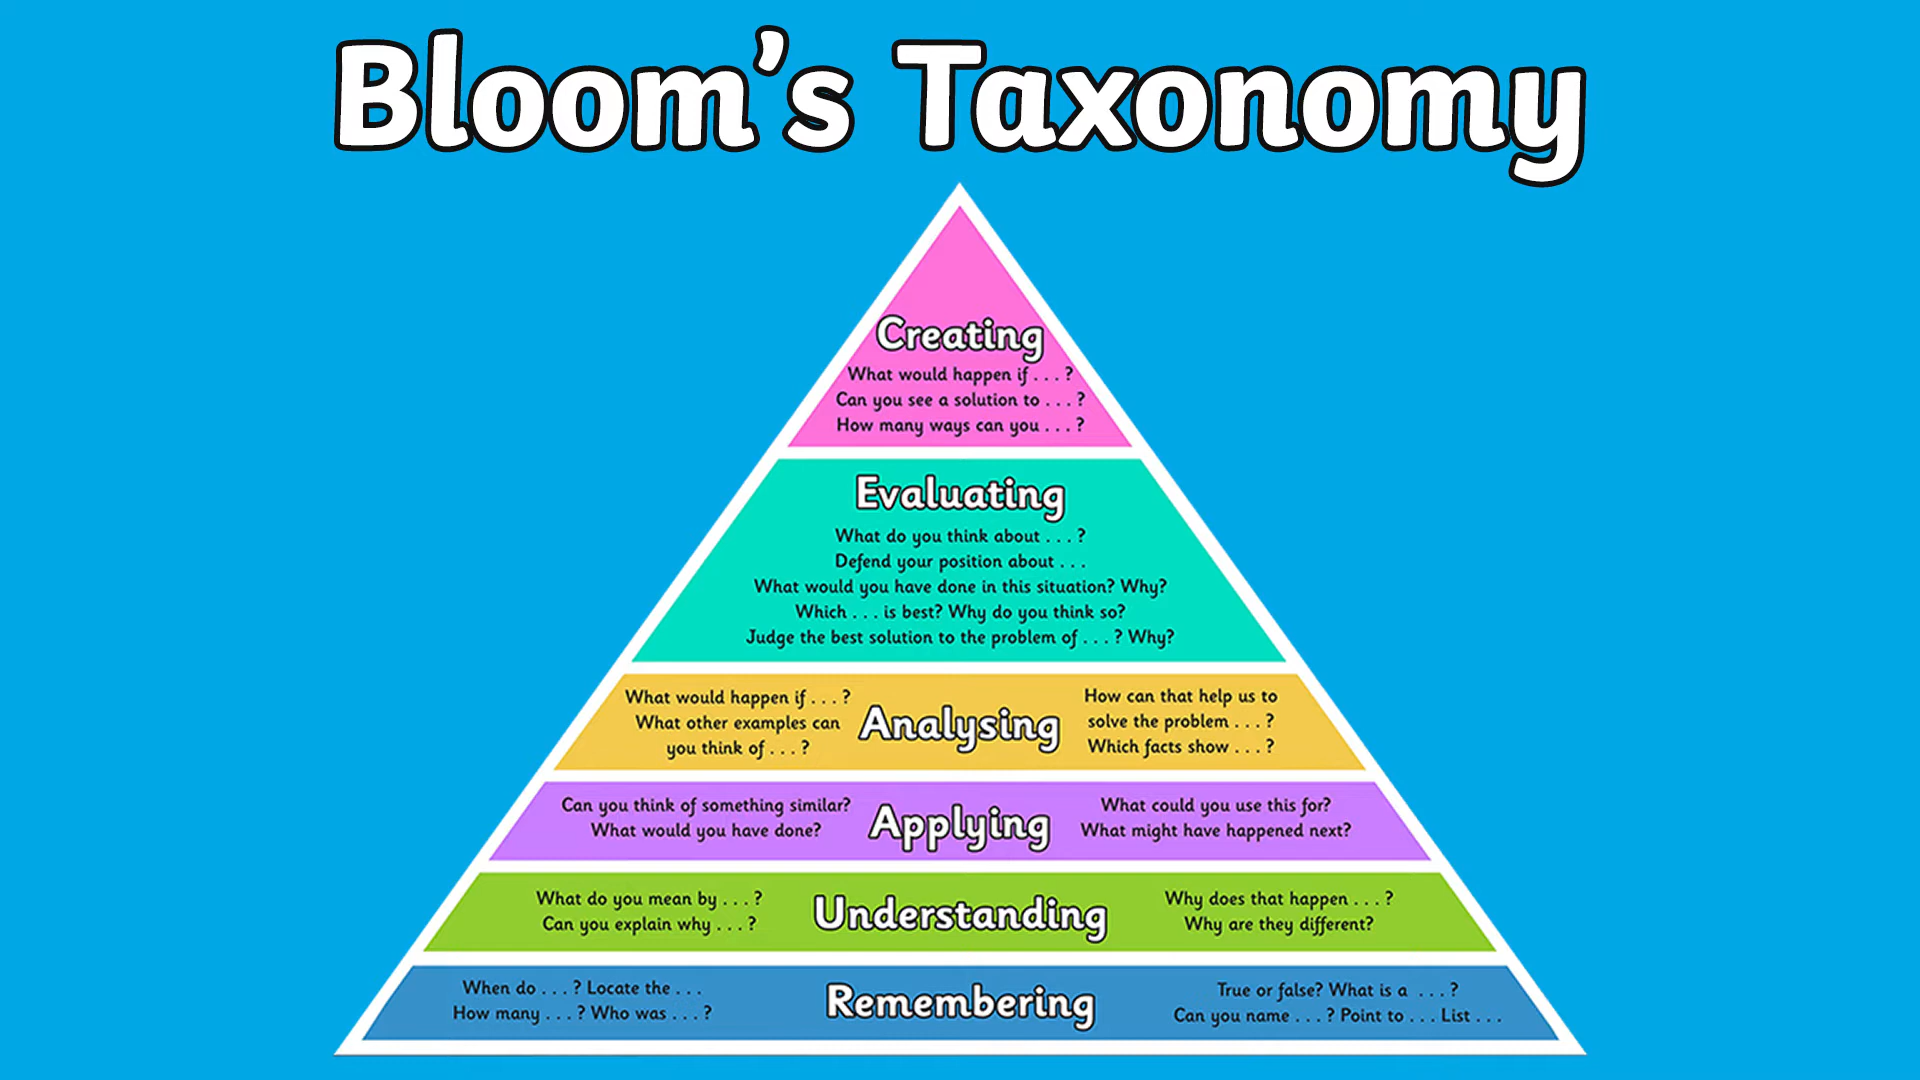 Bloom's Taxonomy
Creating
What would happen if . . . ?
Can you see a solution to . . . ?
How many ways can you . . . ?
Evaluating
What do you think about . . . ?
Defend your position about . . .
What would you have done in this situation? Why?
Which . . . is best? Why do you think so?
Judge the best solution to the problem of . . . ? Why?
What would happen if . . . ?
What other examples can
you think of . . . ?
Analysing
How can that help us to
solve the problem . . . ?
Which facts show . . . ?
Can you think of something similar?
What would you have done?
Applying
What could you use this for?
What might have happened next?
What do you mean by . . . ?
Can you explain why . . . ?
Understanding
Why does that happen . . . ?
Why are they different?
When do . . . ? Locate the . . .
How many . . . ? Who was . . . ?
Remembering
True or false? What is a . . . ?
Can you name . . . ? Point to . . . List . . .